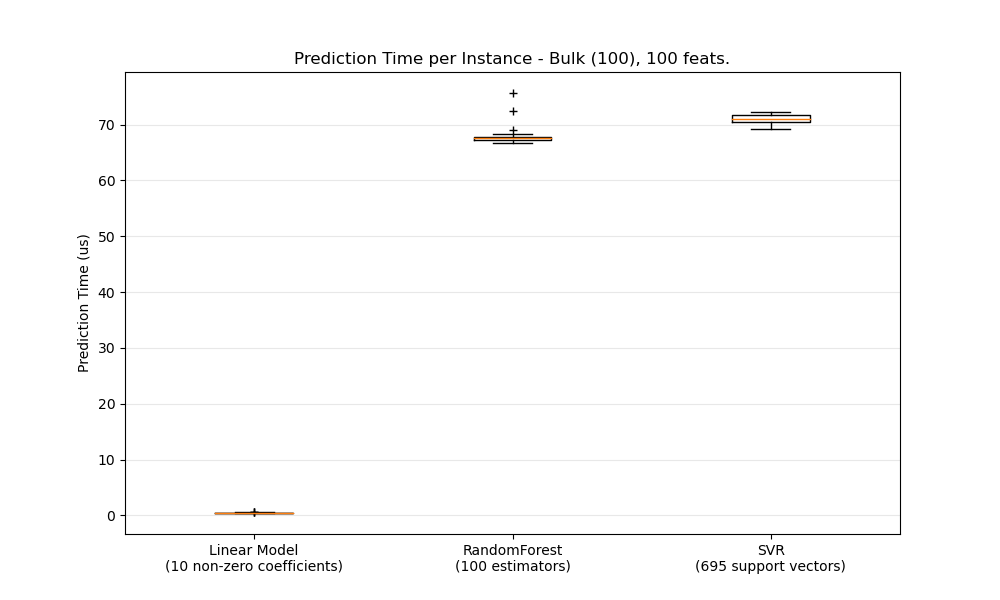 Prediction Time per Instance - Bulk (100), 100 feats.
Prediction Time (us)
70
60
50
40
30
20
10
0
Linear Model
(10 non-zero coefficients)
RandomForest
(100 estimators)
SVR
(695 support vectors)